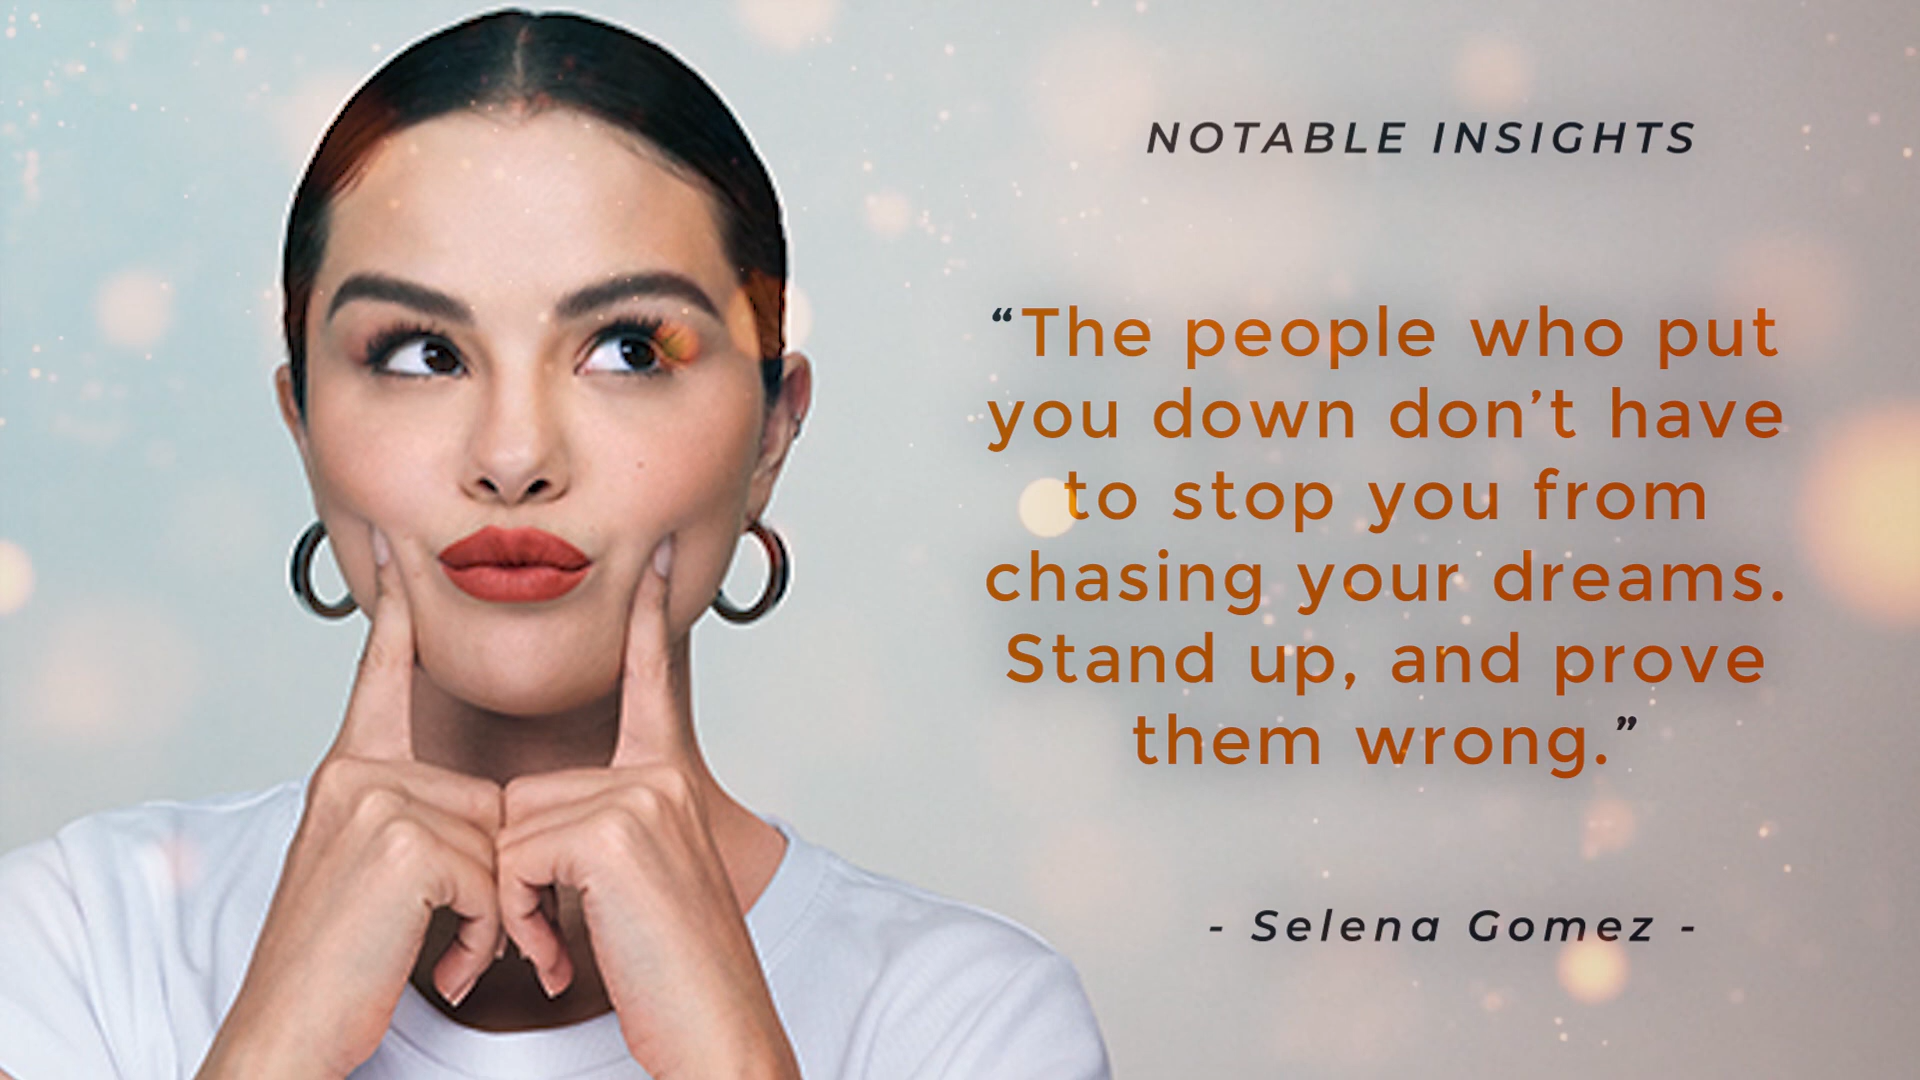 NOTABLE INSIGHTS
“The people who put
you down don’t have
to stop you from
chasing your dreams.
Stand up, and prove
them wrong.”
- Selena Gomez -